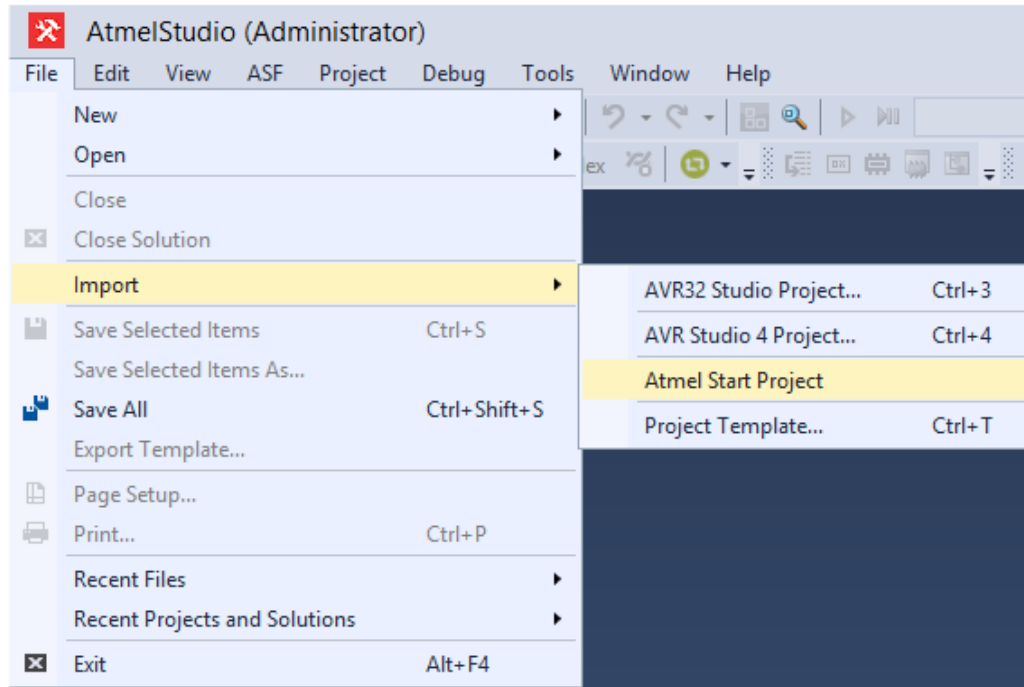 AtmelStudio (Administrator)
File Edit View ASF Project Debug Tools Window Help
New
Open
ex
Close
Close Solution
Import
AVR32 Studio Project... Ctrl+3
Save Selected Items Ctrl+S
AVR Studio 4 Project... Ctrl+4
Save Selected Items As...
Atmel Start Project
Save All Ctrl+Shift+S
Project Template... Ctrl+T
Export Template...
Page Setup...
Print... Ctrl+P
Recent Files
Recent Projects and Solutions
Exit Alt+F4